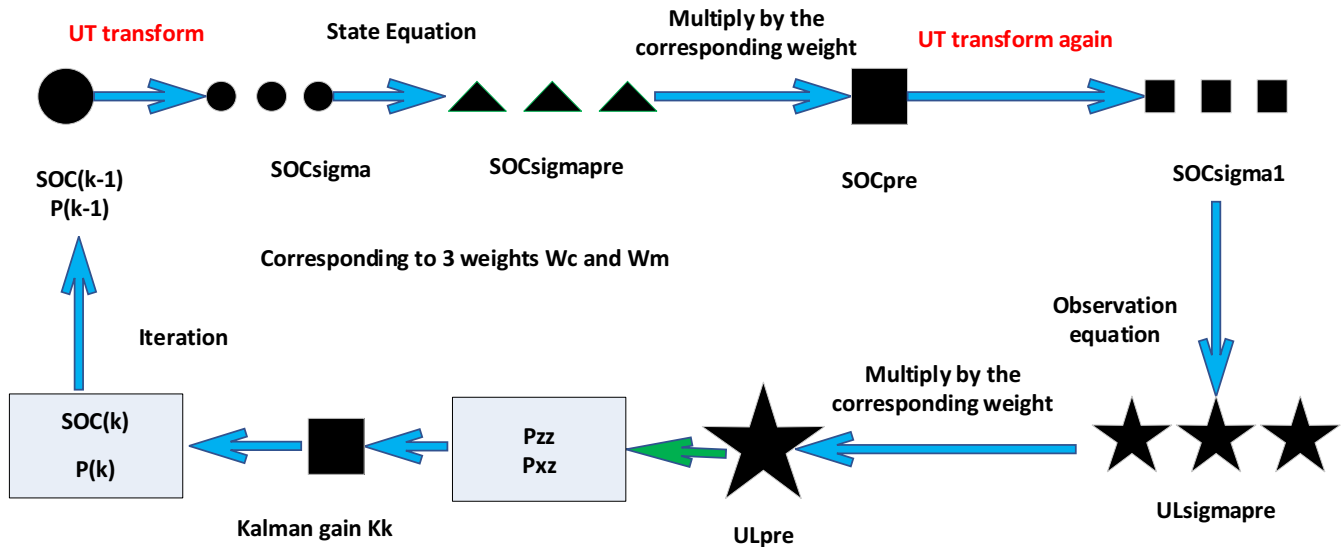 UT transform
State Equation
Multiply by the
corresponding weight
UT transform again
SOC(k-1)
P(k-1)
SOCsigma
SOCsigmapre
SOCpre
SOCsigma1
Corresponding to 3 weights Wc and Wm
Iteration
Observation
equation
Multiply by the
corresponding weight
SOC(k)
P(k)
Pzz
Pxz
Kalman gain Kk
ULpre
ULsigmapre